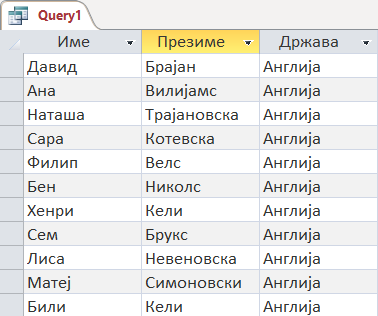 Query1
Име Презиме Држава
Давид Брајан Англија
Ана Вилијамс Англија
Наташа Трајановска Англија
Сара Котевска Англија
Филип Велс Англија
Бен Николс Англија
Хенри Кели Англија
Сем Брукс Англија
Лиса Невеновска Англија
Матеј Симоновски Англија
Били Кели Англија